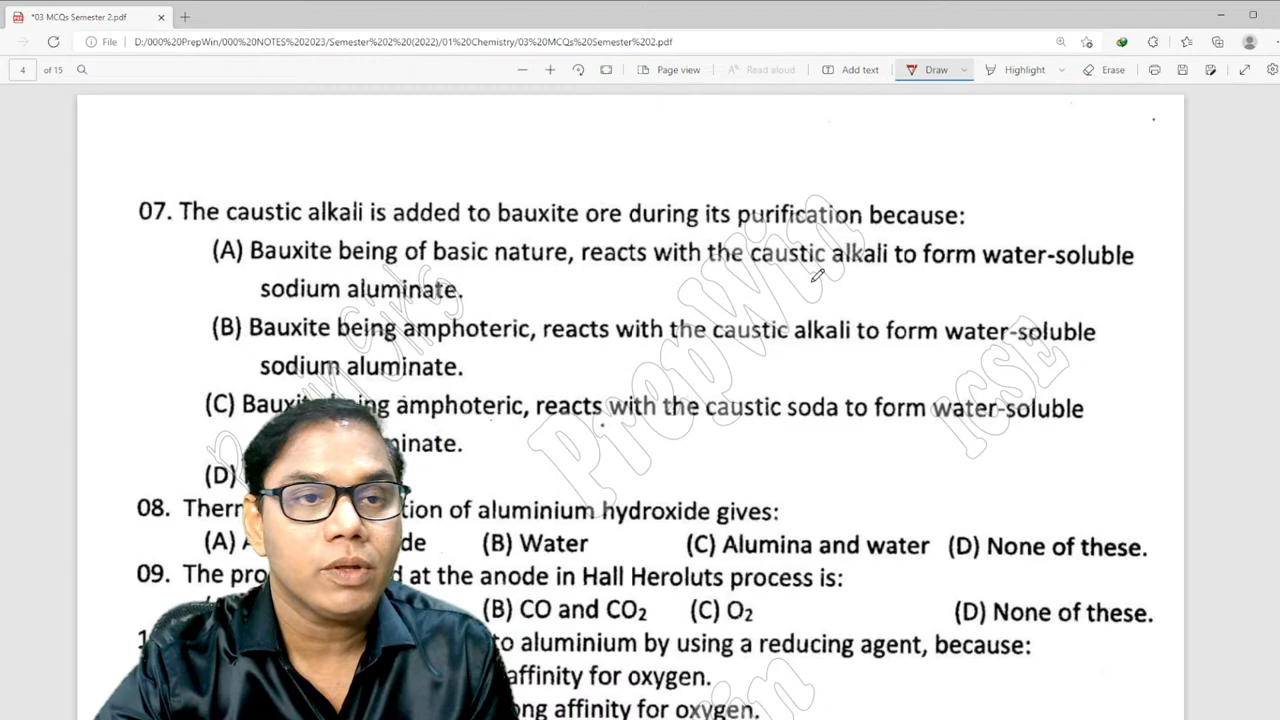 *03 MCQs Semester 2.pdf
File D:/000%20PrepWin/000%20NOTES%202023/Semester%202%20(2022)/01%20Chemistry/03%20MCQs%20Semester%202.pdf
4 of 15 Page view Read aloud Add text Draw Highlight Erase
07. The caustic alkali is added to bauxite ore during its purification because:
(A) Bauxite being of basic nature, reacts with the caustic alkali to form water-soluble
sodium aluminate.
(B) Bauxite being amphoteric, reacts with the caustic alkali to form water-soluble
sodium aluminate.
(C) amphoteric, reacts with the caustic soda to form water-soluble
(D)
08. of aluminium hydroxide gives:
(A) (B) Water (C) Alumina and water (D) None of these.
09. The at the anode in Hall Heroluts process is:
(B) CO and CO₂ (C) O₂ (D) None of these.
to aluminium by using a reducing agent, because:
affinity for oxygen.
affinity for oxygen.
PrepWin
ICSE